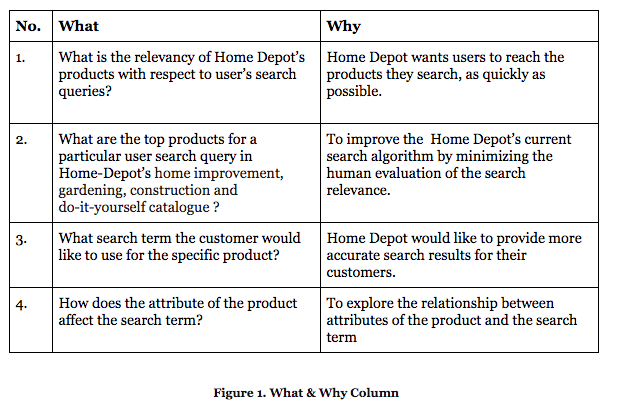 No. What Why
1. What is the relevancy of Home Depot's Home Depot wants users to reach the
products with respect to user's search products they search, as quickly as
queries? possible.
2. What are the top products for a To improve the Home Depot's current
particular user search query in search algorithm by minimizing the
Home-Depot's home improvement, human evaluation of the search
gardening, construction and relevance.
do-it-yourself catalogue ?
3. What search term the customer would Home Depot would like to provide more
like to use for the specific product? accurate search results for their
customers.
4. How does the attribute of the product To explore the relationship between
affect the search term? attributes of the product and the search
term
Figure 1. What & Why Column